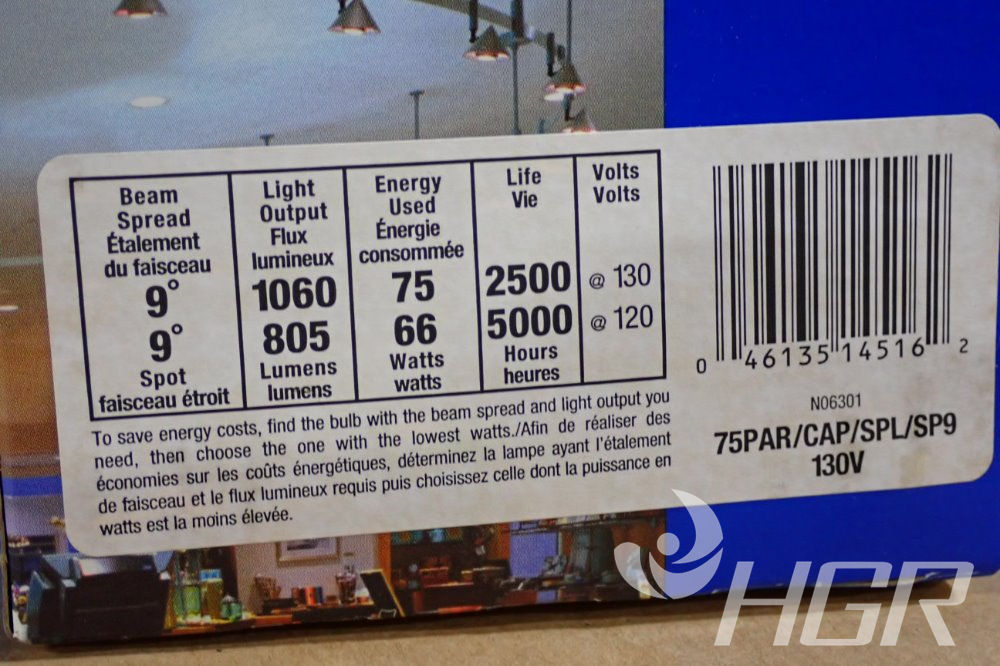 Beam
Spread
Étalement
du faisceau
9°
9°
Spot
faisceau étroit
Light
Output
Flux
lumineux
1060
805
Lumens
lumens
Energy
Used
Énergie
consommée
75
66
Watts
watts
Life
Vie
2500
5000
Hours
heures
Volts
Volts
@ 130
@ 120
To save energy costs, find the bulb with the beam spread and light output you
need, then choose the one with the lowest watts./Afin de réaliser des
économies sur les coûts énergétiques, déterminez la lampe ayant l'étalement
de faisceau et le flux lumineux requis puis choisissez celle dont la puissance en
watts est la moins élevée.
0 46135 14516 2
N06301
75PAR/CAP/SPL/SP9
130V
HGR